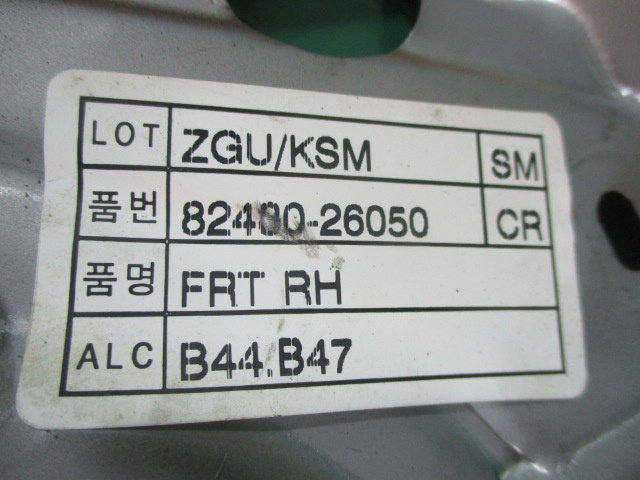 LOT ZGU/KSM SM
품번 82480-26050 CR
품명 FRT RH
ALC B44.B47